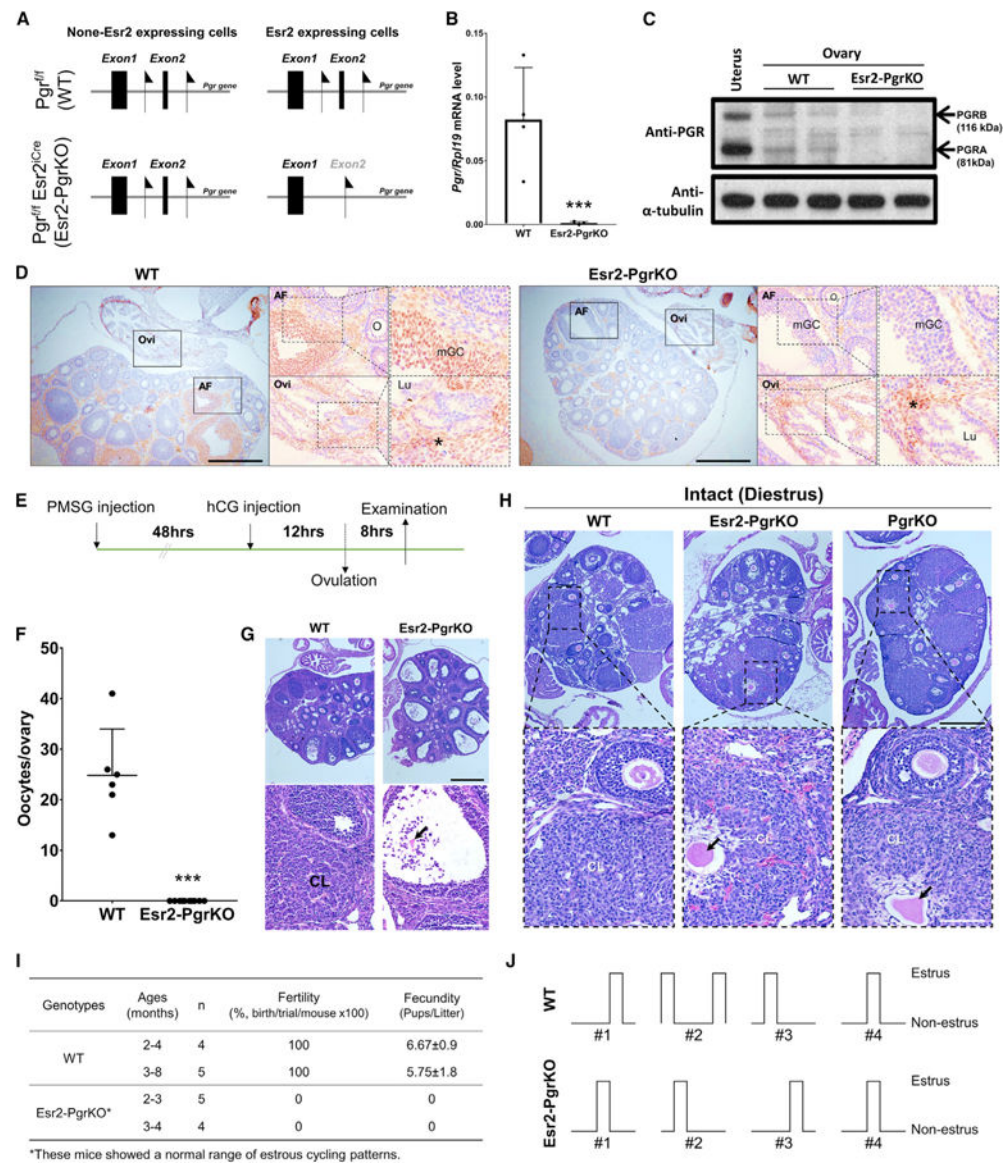 A
None-Esr2 expressing cells
Esr2 expressing cells
Pgrf/f
(WT)
Exon1 Exon2
Pgr gene
Exon1 Exon2
Pgr gene
Pgrf/f Esr2iCre
(Esr2-PgrKO)
Exon1 Exon2
Pgr gene
Exon1 Exon2
Pgr gene
B
Pgr/Rpl19 mRNA level
0.15
0.10
0.05
0.00
***
WT Esr2-PgrKO
C
Uterus
Ovary
WT Esr2-PgrKO
Anti-PGR
PGRB
(116 kDa)
PGRA
(81kDa)
Anti-
α-tubulin
D
WT
Ovi
AF
AF
O
mGC
Ovi
Lu
*
Esr2-PgrKO
AF
Ovi
AF
O
mGC
mGC
Ovi
*
Lu
E
PMSG injection
48hrs
hCG injection
12hrs
Ovulation
8hrs
Examination
F
Oocytes/ovary
50
40
30
20
10
0
***
WT Esr2-PgrKO
G
WT Esr2-PgrKO
CL
H
Intact (Diestrus)
WT Esr2-PgrKO PgrKO
CL
CL
CL
I
Genotypes Ages (months) n Fertility (%, birth/trial/mouse x100) Fecundity (Pups/Litter)
WT 2-4 4 100 6.67±0.9
3-8 5 100 5.75±1.8
Esr2-PgrKO* 2-3 5 0 0
3-4 4 0 0
*These mice showed a normal range of estrous cycling patterns.
J
WT
Estrus
Non-estrus
#1 #2 #3 #4
Esr2-PgrKO
Estrus
Non-estrus
#1 #2 #3 #4